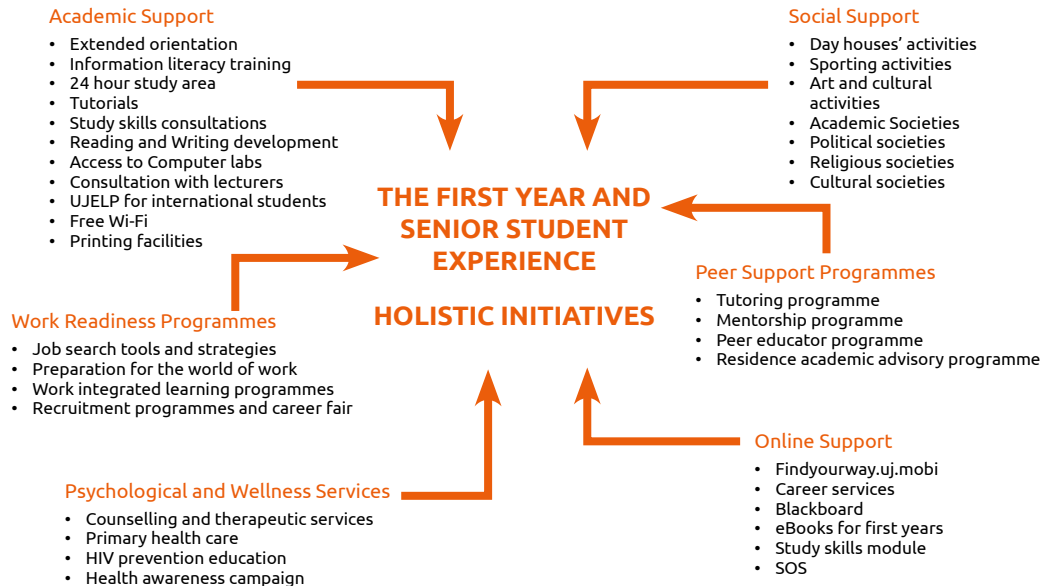 Academic Support
• Extended orientation
• Information literacy training
• 24 hour study area
• Tutorials
• Study skills consultations
• Reading and Writing development
• Access to Computer labs
• Consultation with lecturers
• UJELP for international students
• Free Wi-Fi
• Printing facilities
Social Support
• Day houses’ activities
• Sporting activities
• Art and cultural
activities
• Academic Societies
• Political societies
• Religious societies
• Cultural societies
THE FIRST YEAR AND
SENIOR STUDENT
EXPERIENCE
HOLISTIC INITIATIVES
Peer Support Programmes
• Tutoring programme
• Mentorship programme
• Peer educator programme
• Residence academic advisory programme
Work Readiness Programmes
• Job search tools and strategies
• Preparation for the world of work
• Work integrated learning programmes
• Recruitment programmes and career fair
Psychological and Wellness Services
• Counselling and therapeutic services
• Primary health care
• HIV prevention education
• Health awareness campaign
Online Support
• Findyourway.uj.mobi
• Career services
• Blackboard
• eBooks for first years
• Study skills module
• SOS